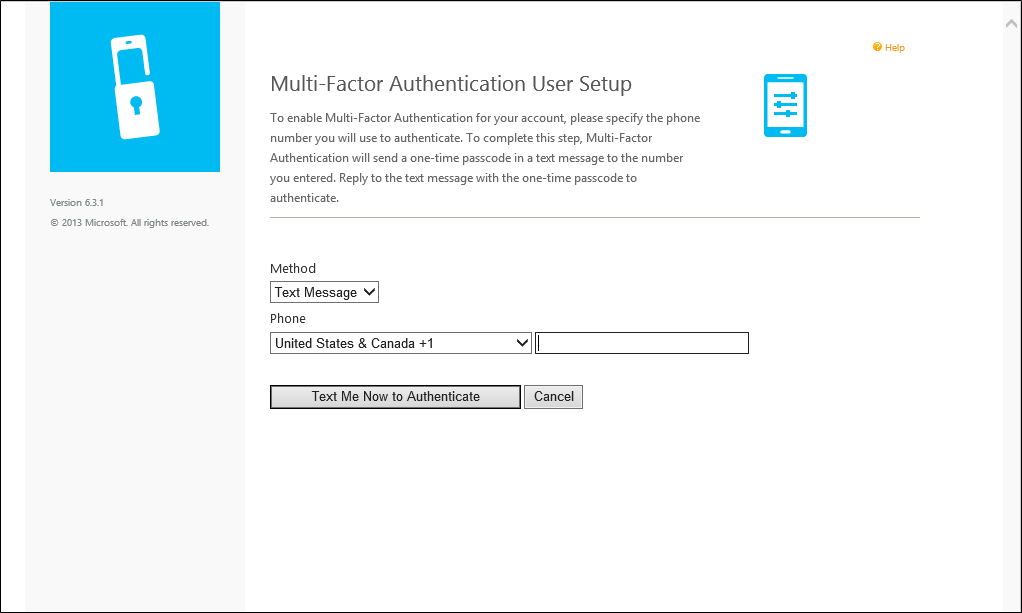 Help
Multi-Factor Authentication User Setup
To enable Multi-Factor Authentication for your account, please specify the phone
number you will use to authenticate. To complete this step, Multi-Factor
Authentication will send a one-time passcode in a text message to the number
you entered. Reply to the text message with the one-time passcode to
authenticate.
Version 6.3.1
© 2013 Microsoft. All rights reserved.
Method
Text Message
Phone
United States & Canada +1
Text Me Now to Authenticate
Cancel